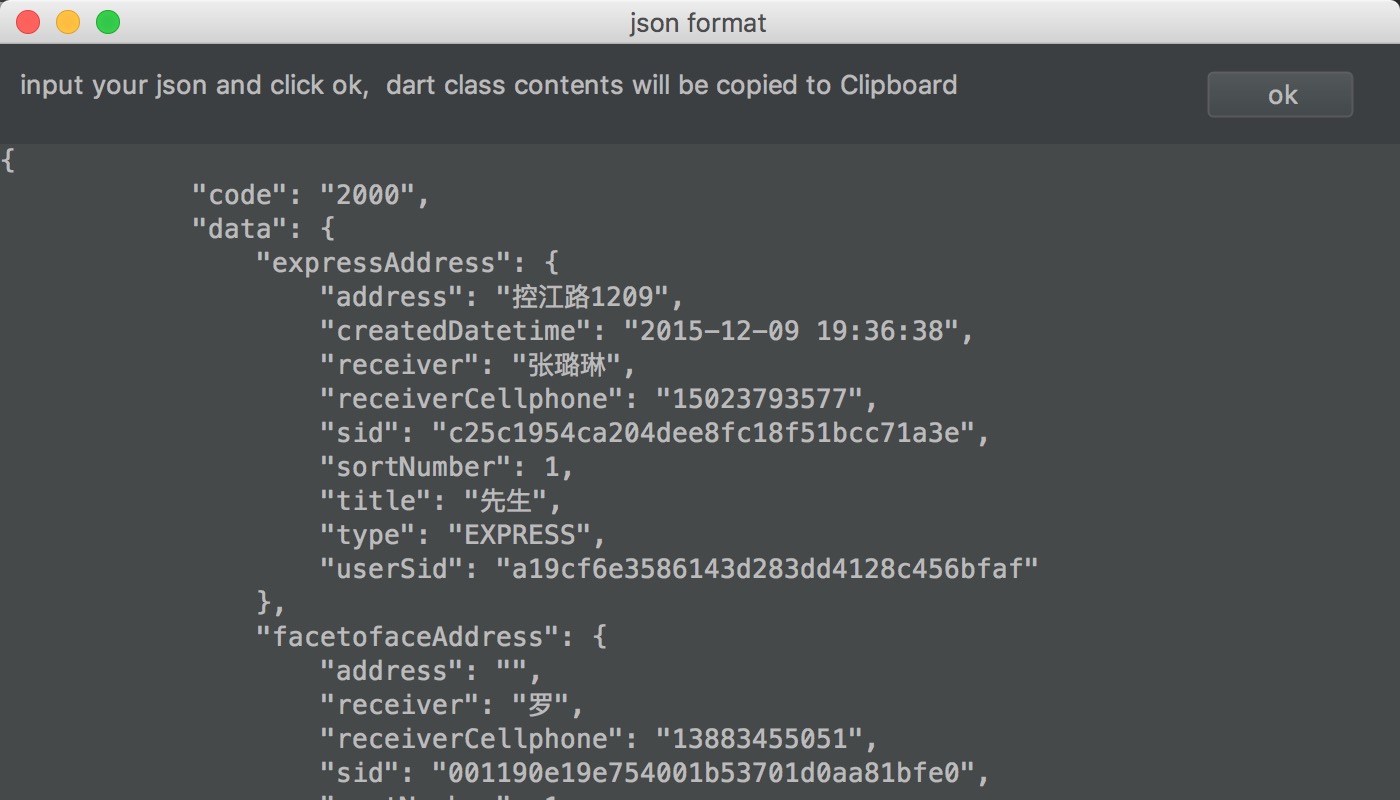 json format
input your json and click ok,  dart class contents will be copied to Clipboard
ok
{
            "code": "2000",
            "data": {
                "expressAddress": {
                    "address": "控江路1209",
                    "createdDatetime": "2015-12-09 19:36:38",
                    "receiver": "张璐琳",
                    "receiverCellphone": "15023793577",
                    "sid": "c25c1954ca204dee8fc18f51bcc71a3e",
                    "sortNumber": 1,
                    "title": "先生",
                    "type": "EXPRESS",
                    "userSid": "a19cf6e3586143d283dd4128c456bfaf"
                },
                "facetofaceAddress": {
                    "address": "",
                    "receiver": "罗",
                    "receiverCellphone": "13883455051",
                    "sid": "001190e19e754001b53701d0aa81bfe0",